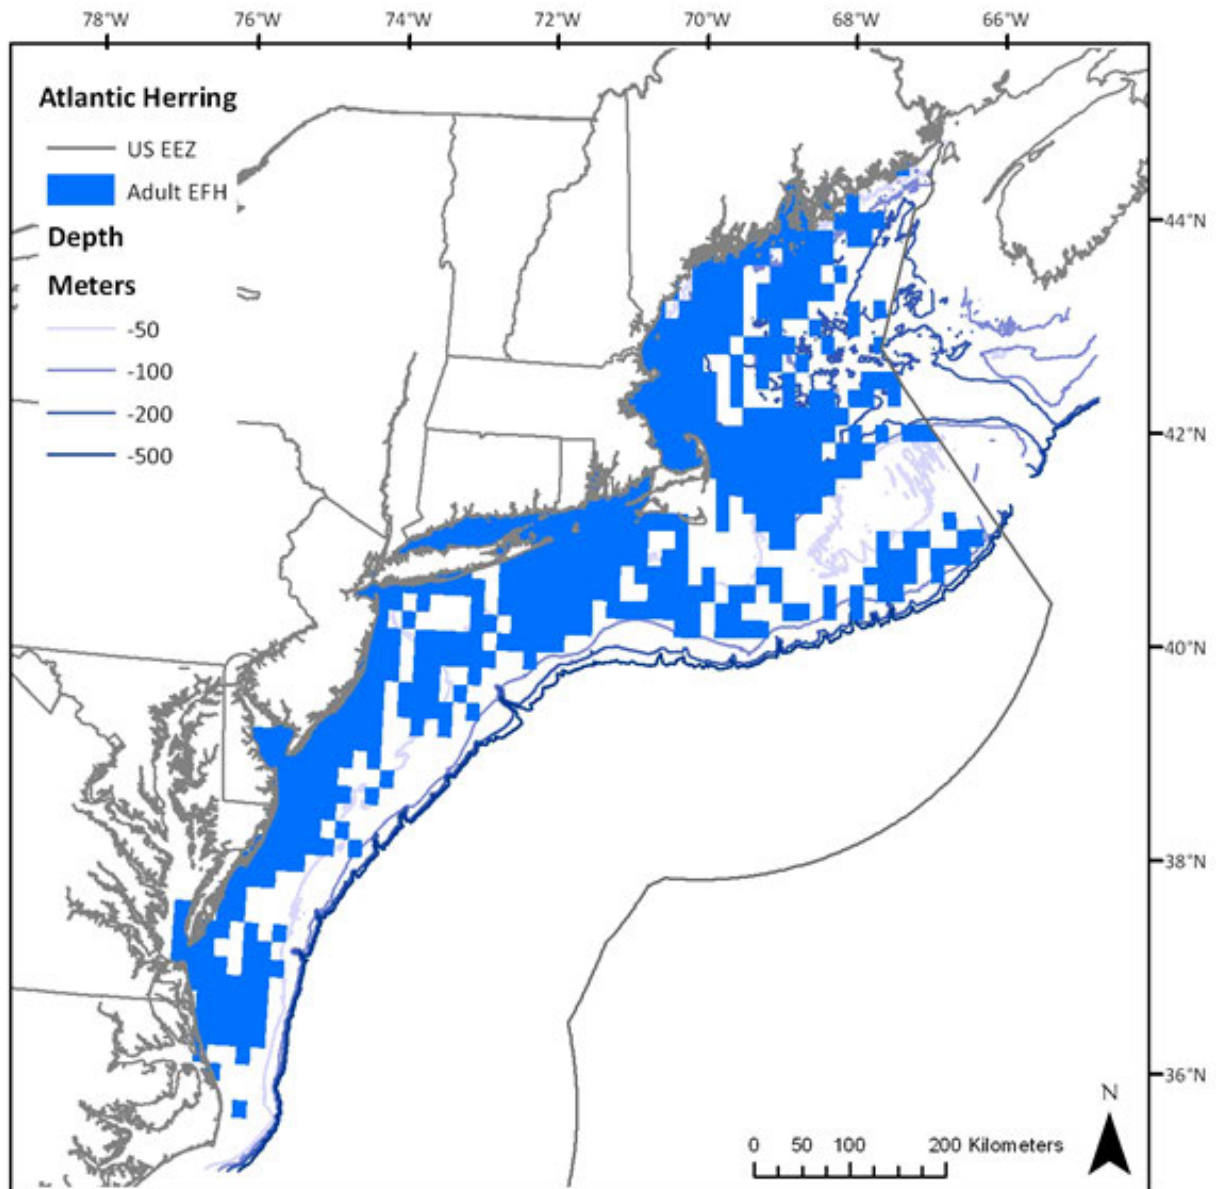 78°W 76°W 74°W 72°W 70°W 68°W 66°W
Atlantic Herring
US EEZ
Adult EFH
Depth
Meters
-50
-100
-200
-500
44°N
42°N
40°N
38°N
36°N
N
0 50 100 200 Kilometers